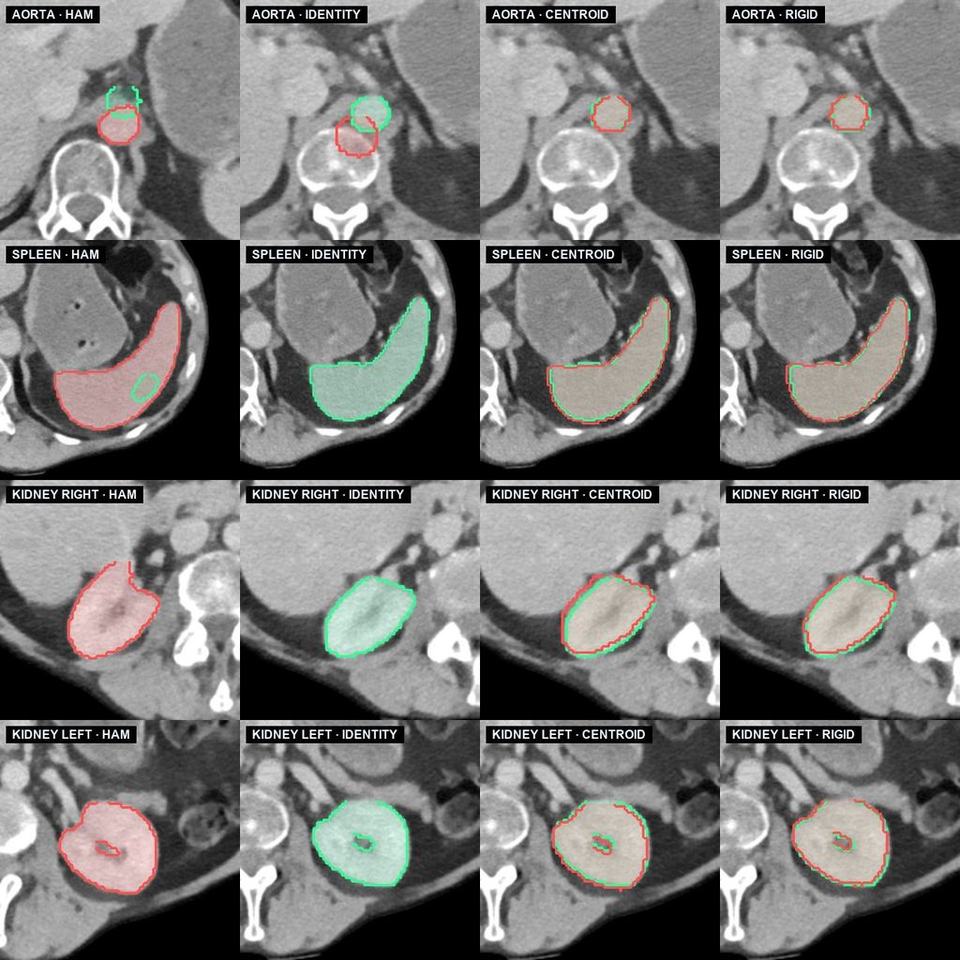 AORTA · HAM
AORTA · IDENTITY
AORTA · CENTROID
AORTA · RIGID
SPLEEN · HAM
SPLEEN · IDENTITY
SPLEEN · CENTROID
SPLEEN · RIGID
KIDNEY RIGHT · HAM
KIDNEY RIGHT · IDENTITY
KIDNEY RIGHT · CENTROID
KIDNEY RIGHT · RIGID
KIDNEY LEFT · HAM
KIDNEY LEFT · IDENTITY
KIDNEY LEFT · CENTROID
KIDNEY LEFT · RIGID